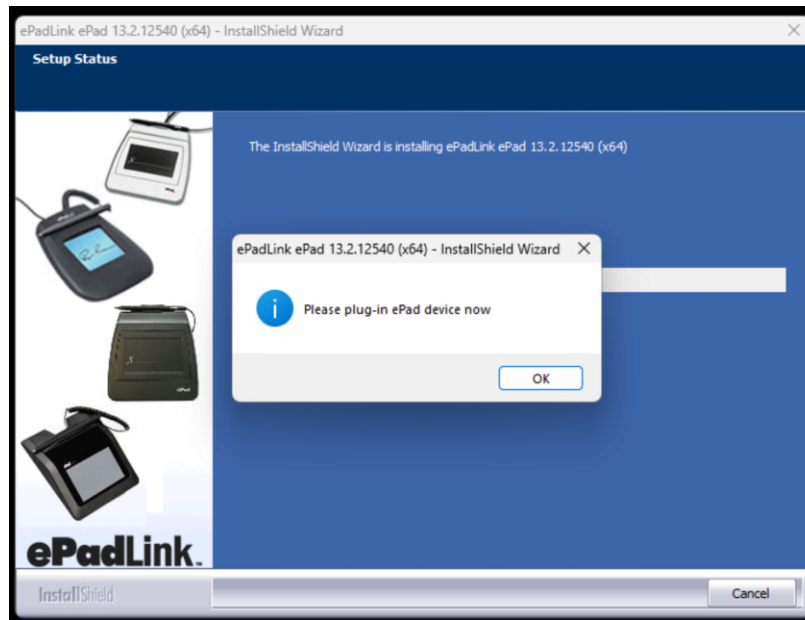 ePadLink ePad 13.2.12540 (x64) - InstallShield Wizard
Setup Status
The InstallShield Wizard is installing ePadLink ePad 13.2.12540 (x64)
ePadLink ePad 13.2.12540 (x64) - InstallShield Wizard
Please plug-in ePad device now
OK
ePadLink
InstallShield
Cancel